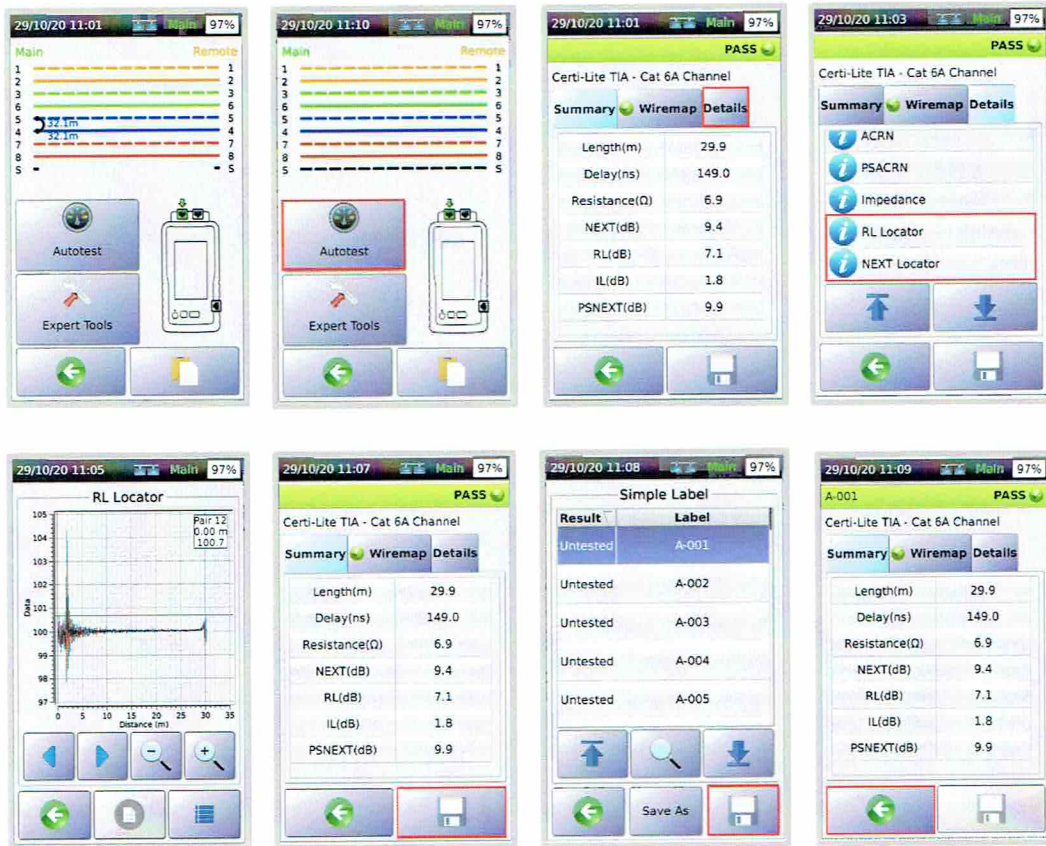 29/10/20 11:01 Main 97%
Main Remote
1 1
2 2
3 3
6 6
5 32.1m 5
4 32.1m 4
7 7
8 8
S S
Autotest
Expert Tools
29/10/20 11:10 Main 97%
Main Remote
1 1
2 2
3 3
6 6
5 5
4 4
7 7
8 8
S S
Autotest
Expert Tools
29/10/20 11:01 Main 97%
PASS
Certi-Lite TIA - Cat 6A Channel
Summary Wiremap Details
Length(m) 29.9
Delay(ns) 149.0
Resistance(Ω) 6.9
NEXT(dB) 9.4
RL(dB) 7.1
IL(dB) 1.8
PSNEXT(dB) 9.9
29/10/20 11:03 Main 97%
PASS
Certi-Lite TIA - Cat 6A Channel
Summary Wiremap Details
i ACRN
i PSACRN
i Impedance
i RL Locator
i NEXT Locator
29/10/20 11:05 Main 97%
RL Locator
Pair 12
0.00 m
100.7
105
104
103
102
101
100
99
98
97
Data
0 5 10 15 20 25 30 35
Distance (m)
29/10/20 11:07 Main 97%
PASS
Certi-Lite TIA - Cat 6A Channel
Summary Wiremap Details
Length(m) 29.9
Delay(ns) 149.0
Resistance(Ω) 6.9
NEXT(dB) 9.4
RL(dB) 7.1
IL(dB) 1.8
PSNEXT(dB) 9.9
29/10/20 11:08 Main 97%
Simple Label
Result Label
Untested A-001
Untested A-002
Untested A-003
Untested A-004
Untested A-005
Save As
29/10/20 11:09 Main 97%
A-001 PASS
Certi-Lite TIA - Cat 6A Channel
Summary Wiremap Details
Length(m) 29.9
Delay(ns) 149.0
Resistance(Ω) 6.9
NEXT(dB) 9.4
RL(dB) 7.1
IL(dB) 1.8
PSNEXT(dB) 9.9